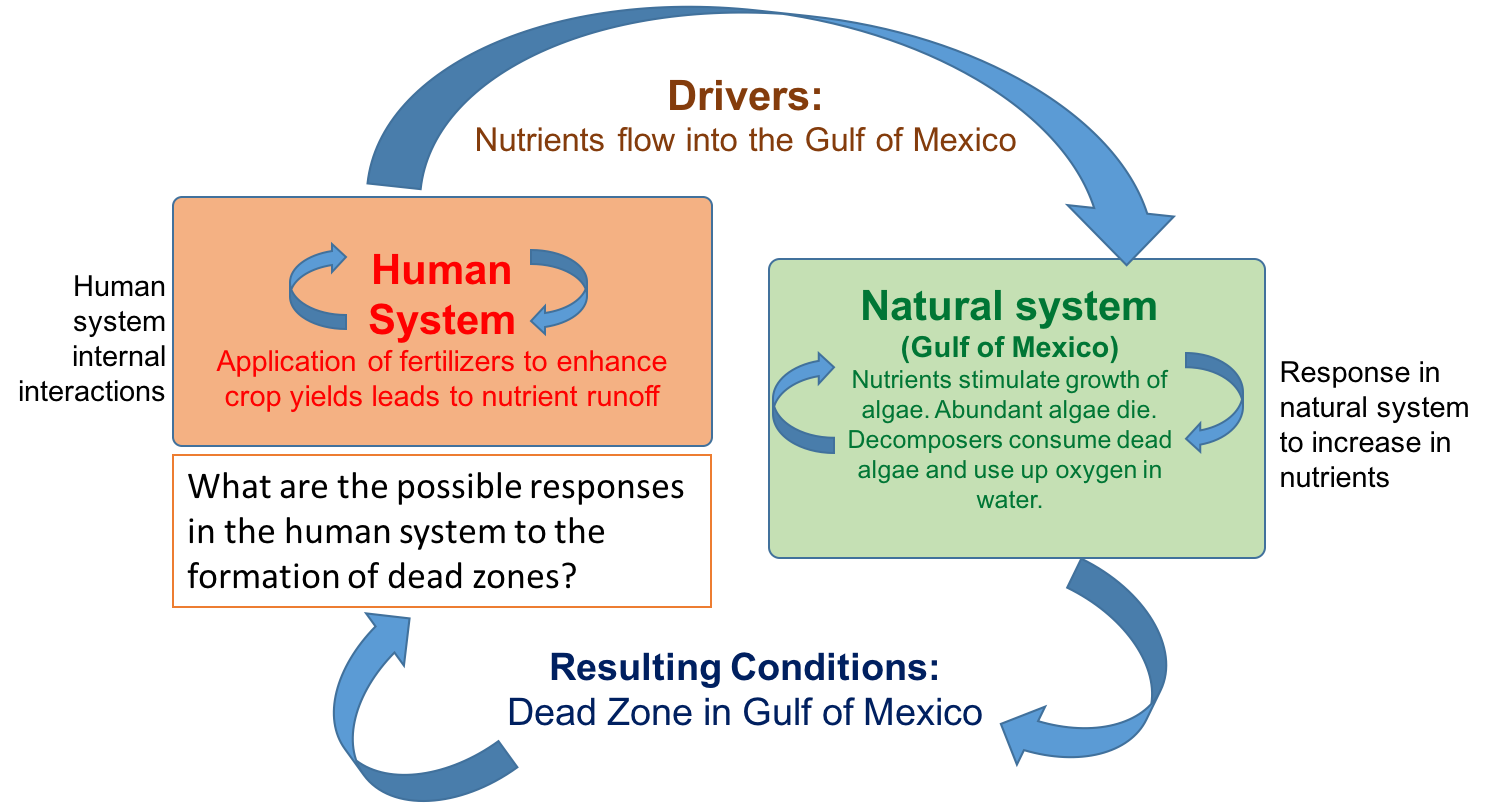 Drivers:
Nutrients flow into the Gulf of Mexico
Human
system
internal
interactions
Human
System
Application of fertilizers to enhance
crop yields leads to nutrient runoff
What are the possible responses
in the human system to the
formation of dead zones?
Natural system
(Gulf of Mexico)
Nutrients stimulate growth of
algae. Abundant algae die.
Decomposers consume dead
algae and use up oxygen in
water.
Response in
natural system
to increase in
nutrients
Resulting Conditions:
Dead Zone in Gulf of Mexico